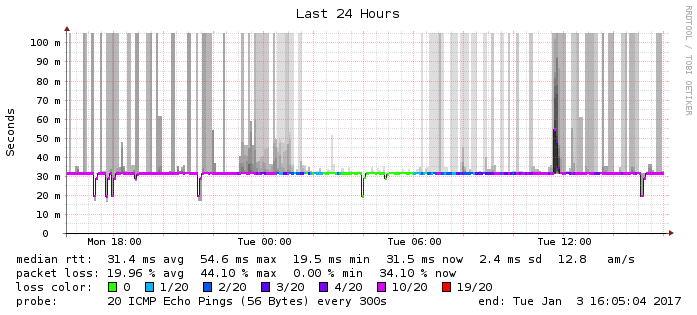 Last 24 Hours
RRDTOOL / TOBI OETIKER
Seconds
100 m
90 m
80 m
70 m
60 m
50 m
40 m
30 m
20 m
10 m
0
Mon 18:00 Tue 00:00 Tue 06:00 Tue 12:00
median rtt: 31.4 ms avg 54.6 ms max 19.5 ms min 31.5 ms now 2.4 ms sd 12.8 am/s
packet loss: 19.96 % avg 44.10 % max 0.00 % min 34.10 % now
loss color: 0 1/20 2/20 3/20 4/20 10/20 19/20
probe: 20 ICMP Echo Pings (56 Bytes) every 300s end: Tue Jan 3 16:05:04 2017